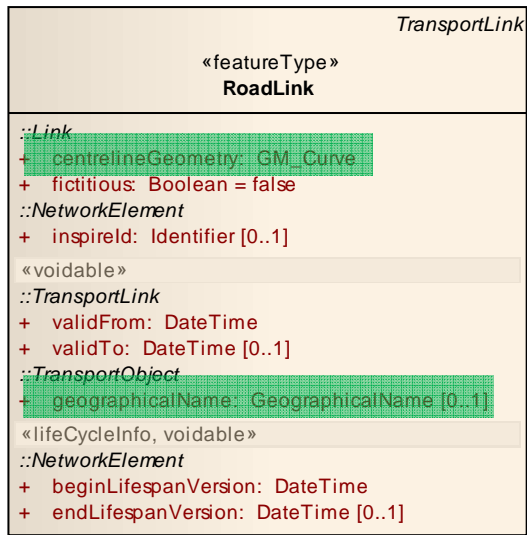 TransportLink
«featureType»
RoadLink
::Link
+ centrelineGeometry: GM_Curve
+ fictitious: Boolean = false
::NetworkElement
+ inspireId: Identifier [0..1]
«voidable»
::TransportLink
+ validFrom: DateTime
+ validTo: DateTime [0..1]
::TransportObject
+ geographicalName: GeographicalName [0..1]
«lifeCycleInfo, voidable»
::NetworkElement
+ beginLifespanVersion: DateTime
+ endLifespanVersion: DateTime [0..1]